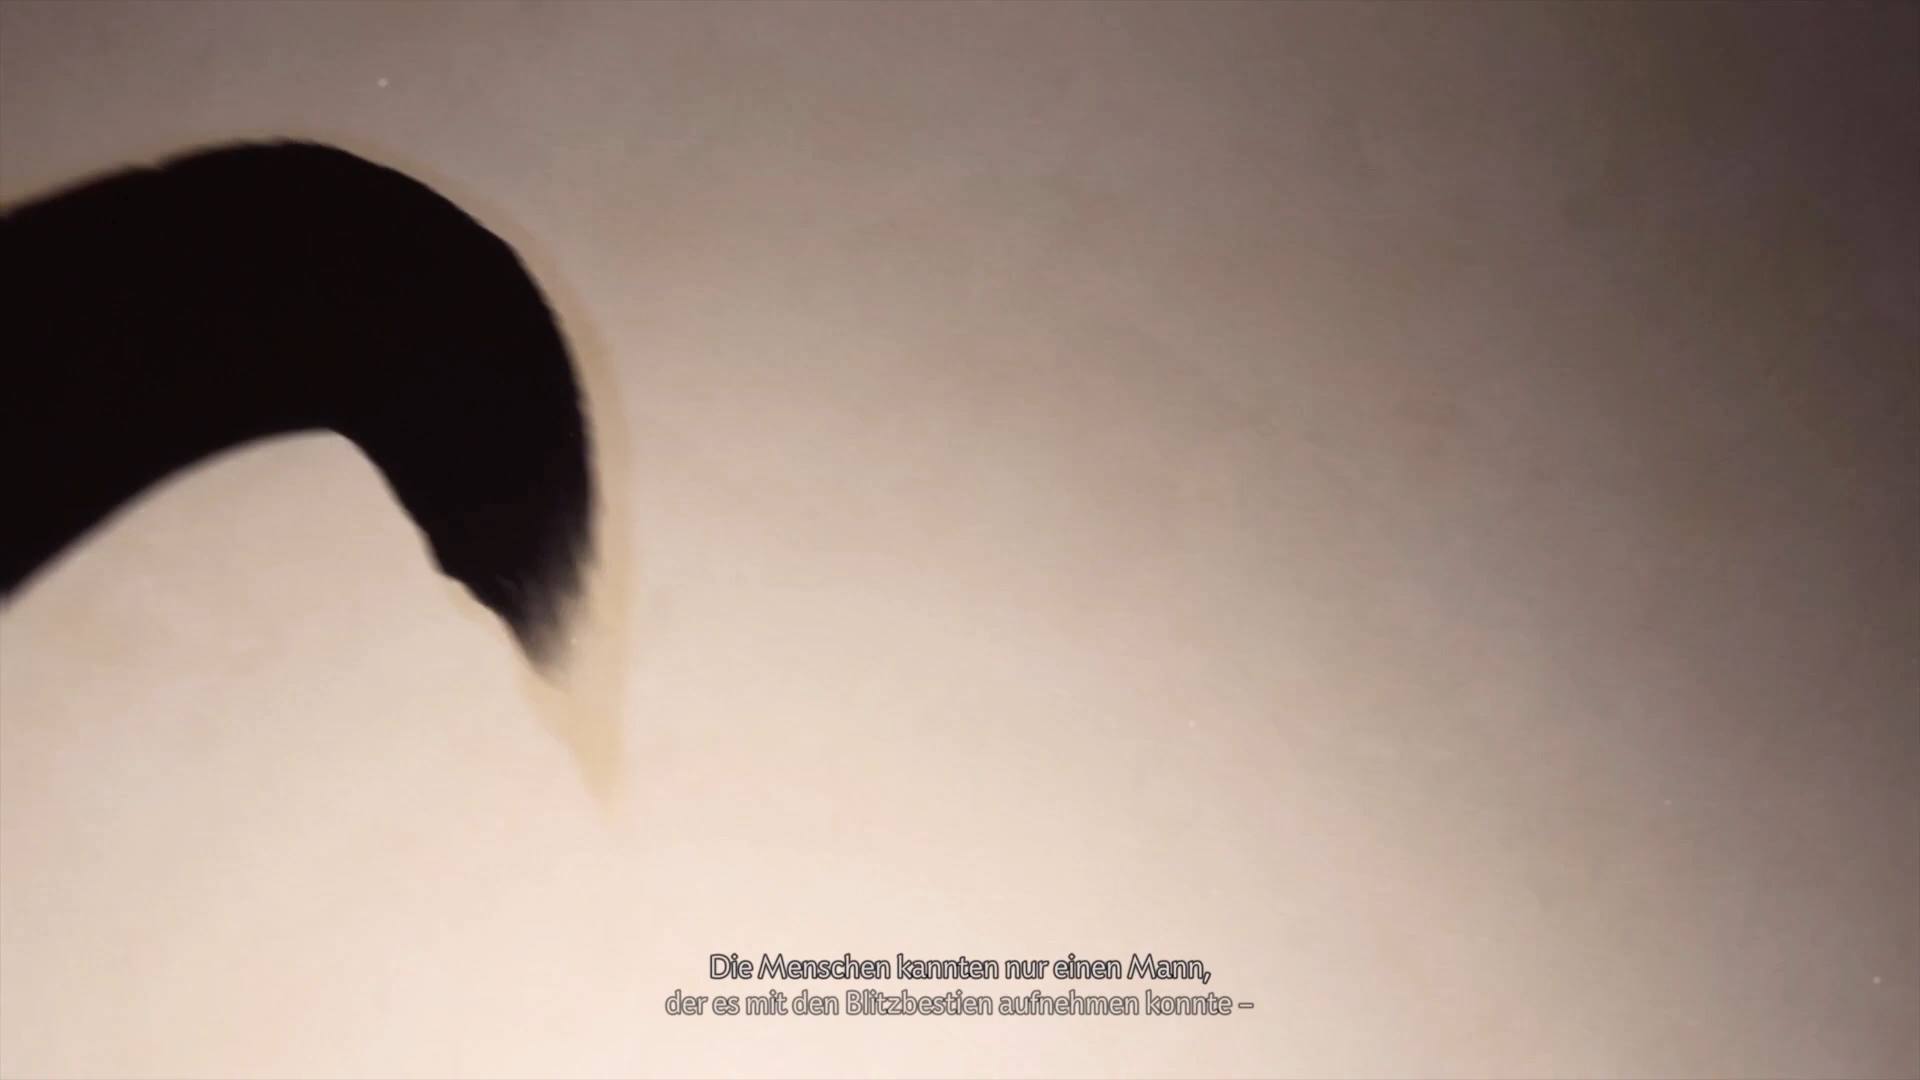 Die Menschen kannten nur einen Mann,
der es mit den Blitzbestien aufnehmen konnte –